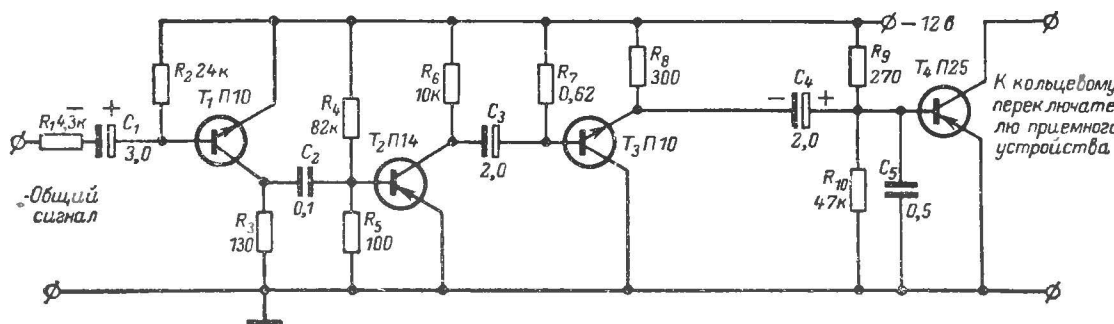 – 12 в
R₂ 24к
T₁ П10
R₁ 4,3к
– +
C₁
3,0
-Общий
сигнал
R₃
130
C₂
0,1
R₄
82к
T₂ П14
R₅
100
R₆
10к
C₃
2,0
R₇
0,62
T₃ П10
R₈
300
C₄
– +
2,0
R₉
270
R₁₀
47к
C₅
0,5
T₄ П25
К кольцевому
переключате-
лю приемного
устройства